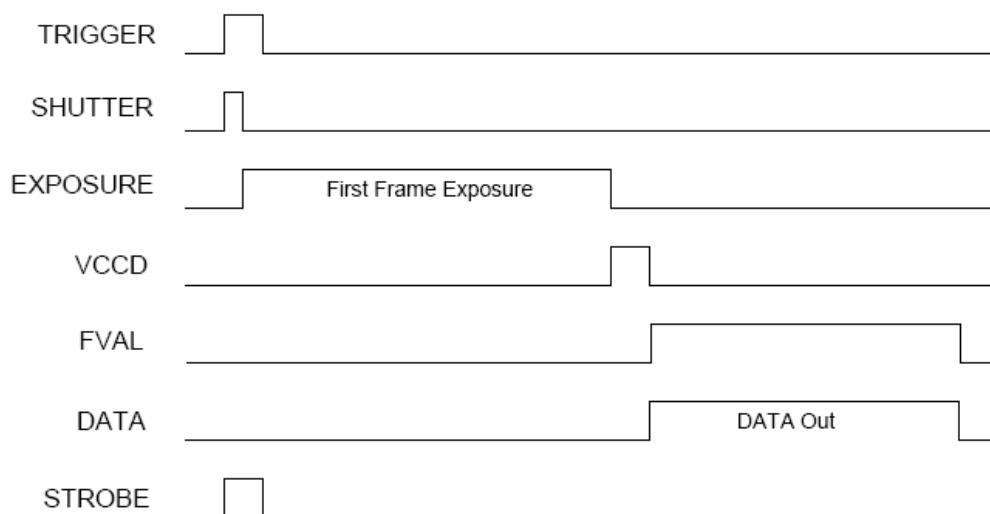 TRIGGER
SHUTTER
EXPOSURE
First Frame Exposure
VCCD
FVAL
DATA
DATA Out
STROBE